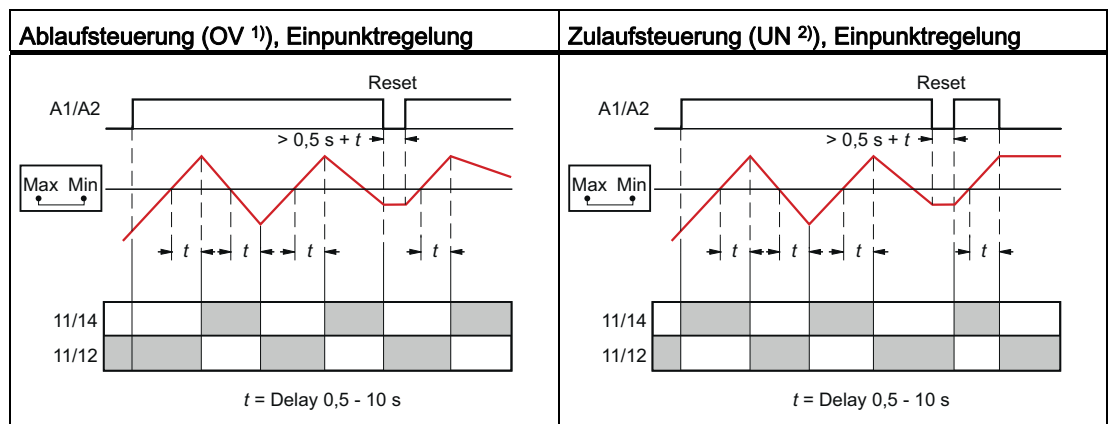 Ablaufsteuerung (OV ¹⁾), Einpunktregelung
Reset
A1/A2
> 0,5 s + t
Max Min
t t t t
11/14
11/12
t = Delay 0,5 - 10 s
Zulaufsteuerung (UN ²⁾), Einpunktregelung
Reset
A1/A2
> 0,5 s + t
Max Min
t t t t
11/14
11/12
t = Delay 0,5 - 10 s